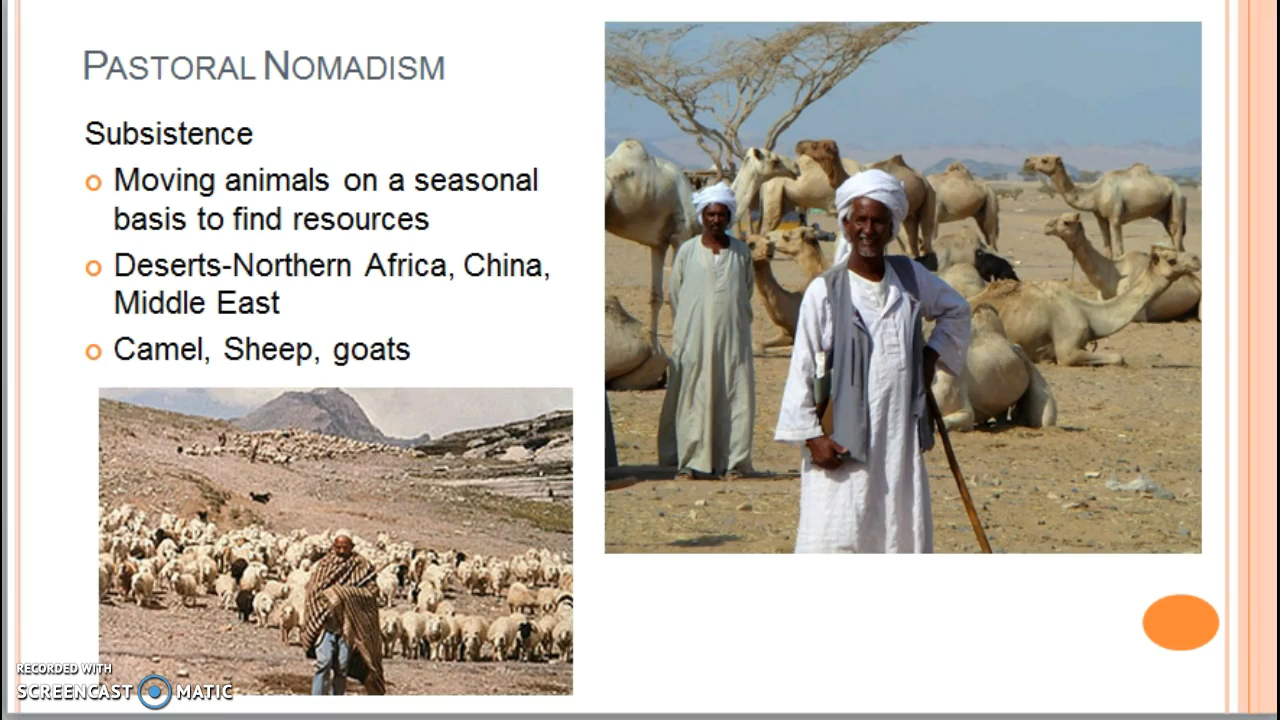 PASTORAL NOMADISM
Subsistence
Moving animals on a seasonal
basis to find resources
Deserts-Northern Africa, China,
Middle East
Camel, Sheep, goats
RECORDED WITH
SCREENCAST MATIC